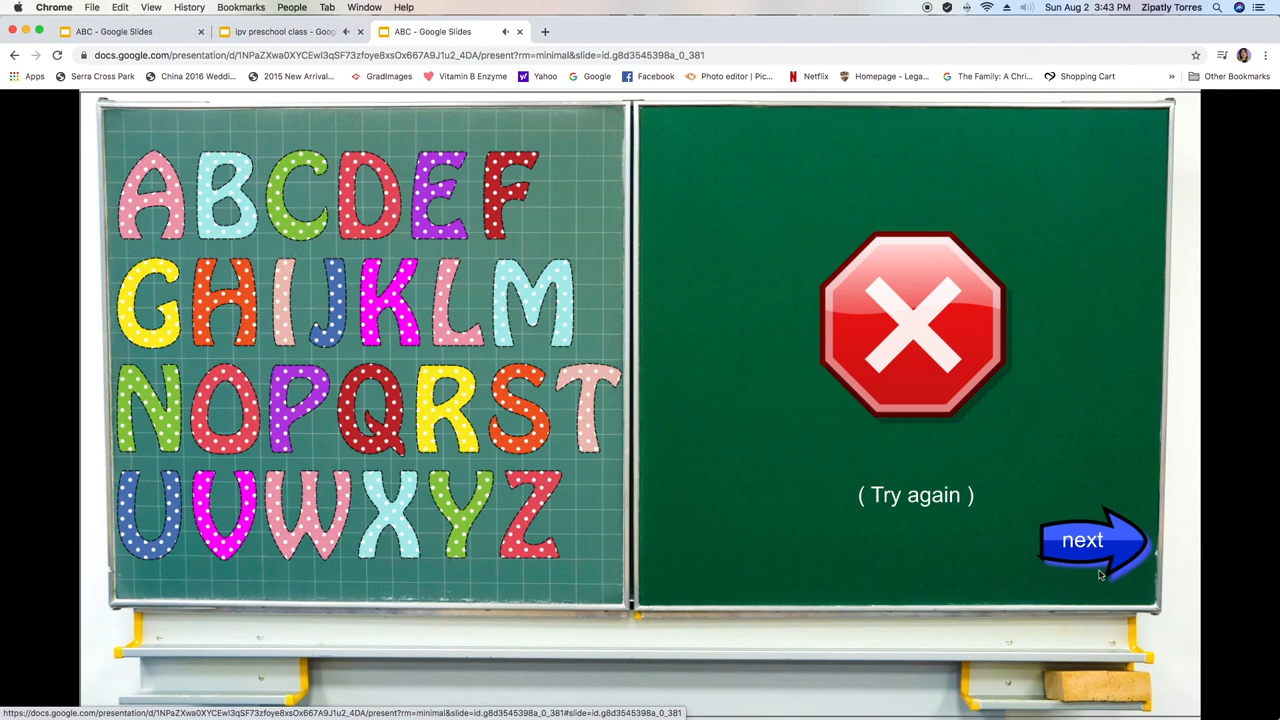 Chrome File Edit View History Bookmarks People Tab Window Help Sun Aug 2 3:43 PM Zipatly Torres
ABC - Google Slides × ipv preschool class - Goo × ABC - Google Slides × +
docs.google.com/presentation/d/1NPaZXwa0XYCEwl3qSF73zfoye8xsOx667A9J1u2_4DA/present?rm=minimal&slide=id.g8d3545398a_0_381
Apps Serra Cross Park China 2016 Weddi... 2015 New Arrival... GradImages Vitamin B Enzyme Yahoo Google Facebook Photo editor | Pic... Netflix Homepage - Lega... The Family: A Chri... Shopping Cart » Other Bookmarks
A B C D E F
G H I J K L M
N O P Q R S T
U V W X Y Z
( Try again )
next
https://docs.google.com/presentation/d/1NPaZXwa0XYCEwl3qSF73zfoye8xsOx667A9J1u2_4DA/present?rm=minimal&slide=id.g8d3545398a_0_381#slide=id.g8d3545398a_0_381